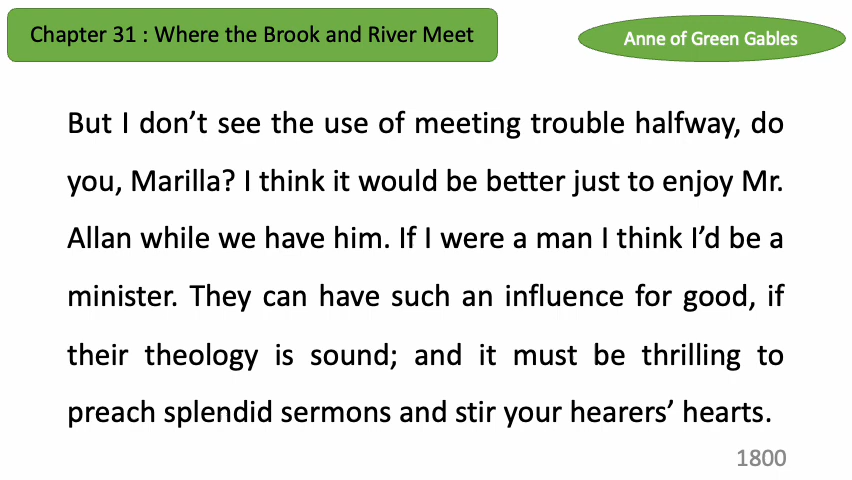 Chapter 31 : Where the Brook and River Meet
Anne of Green Gables
But I don’t see the use of meeting trouble halfway, do
you, Marilla? I think it would be better just to enjoy Mr.
Allan while we have him. If I were a man I think I’d be a
minister. They can have such an influence for good, if
their theology is sound; and it must be thrilling to
preach splendid sermons and stir your hearers’ hearts.
1800